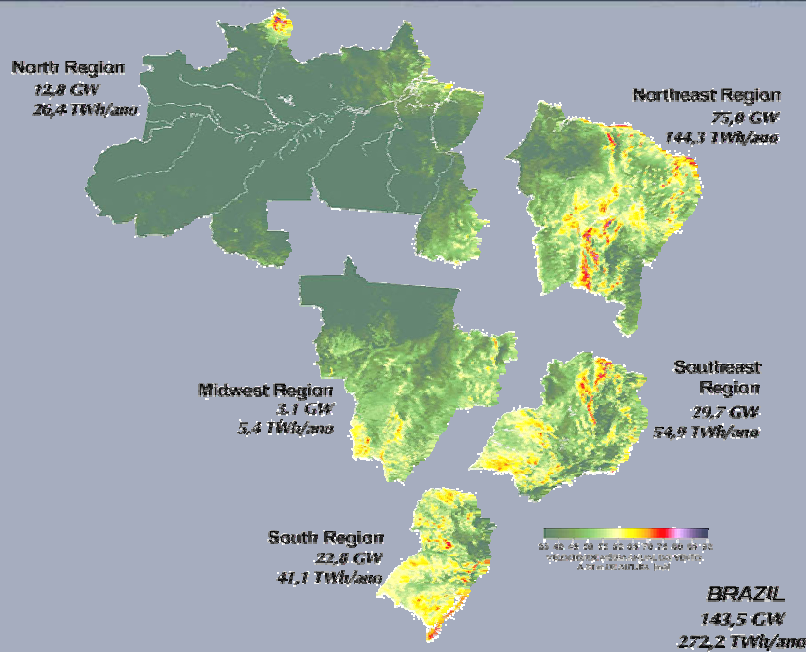 North Region
12,8 GW
26,4 TWh/ano
Northeast Region
75,0 GW
144,3 TWh/ano
Midwest Region
3,1 GW
5,4 TWh/ano
Southeast
Region
29,7 GW
54,9 TWh/ano
South Region
22,8 GW
41,1 TWh/ano
BRAZIL
143,5 GW
272,2 TWh/ano